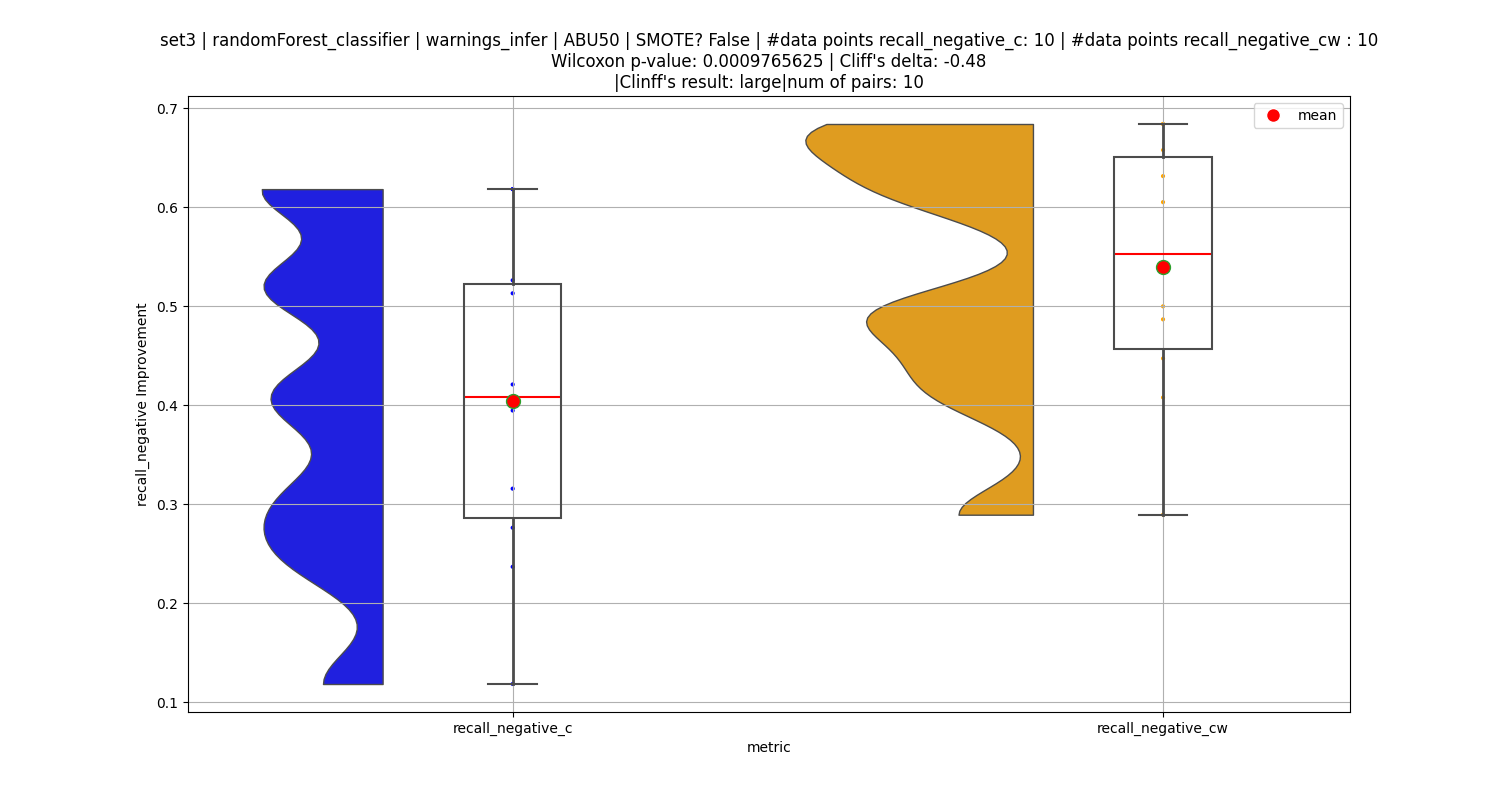 set3 | randomForest_classifier | warnings_infer | ABU50 | SMOTE? False | #data points recall_negative_c: 10 | #data points recall_negative_cw : 10
Wilcoxon p-value: 0.0009765625 | Cliff's delta: -0.48
|Clinff's result: large|num of pairs: 10
mean
0.7
0.6
0.5
0.4
0.3
0.2
0.1
recall_negative Improvement
recall_negative_c
recall_negative_cw
metric